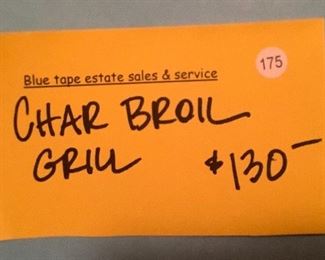 175
Blue tape estate sales & service
CHAR BROIL
GRILL $130-